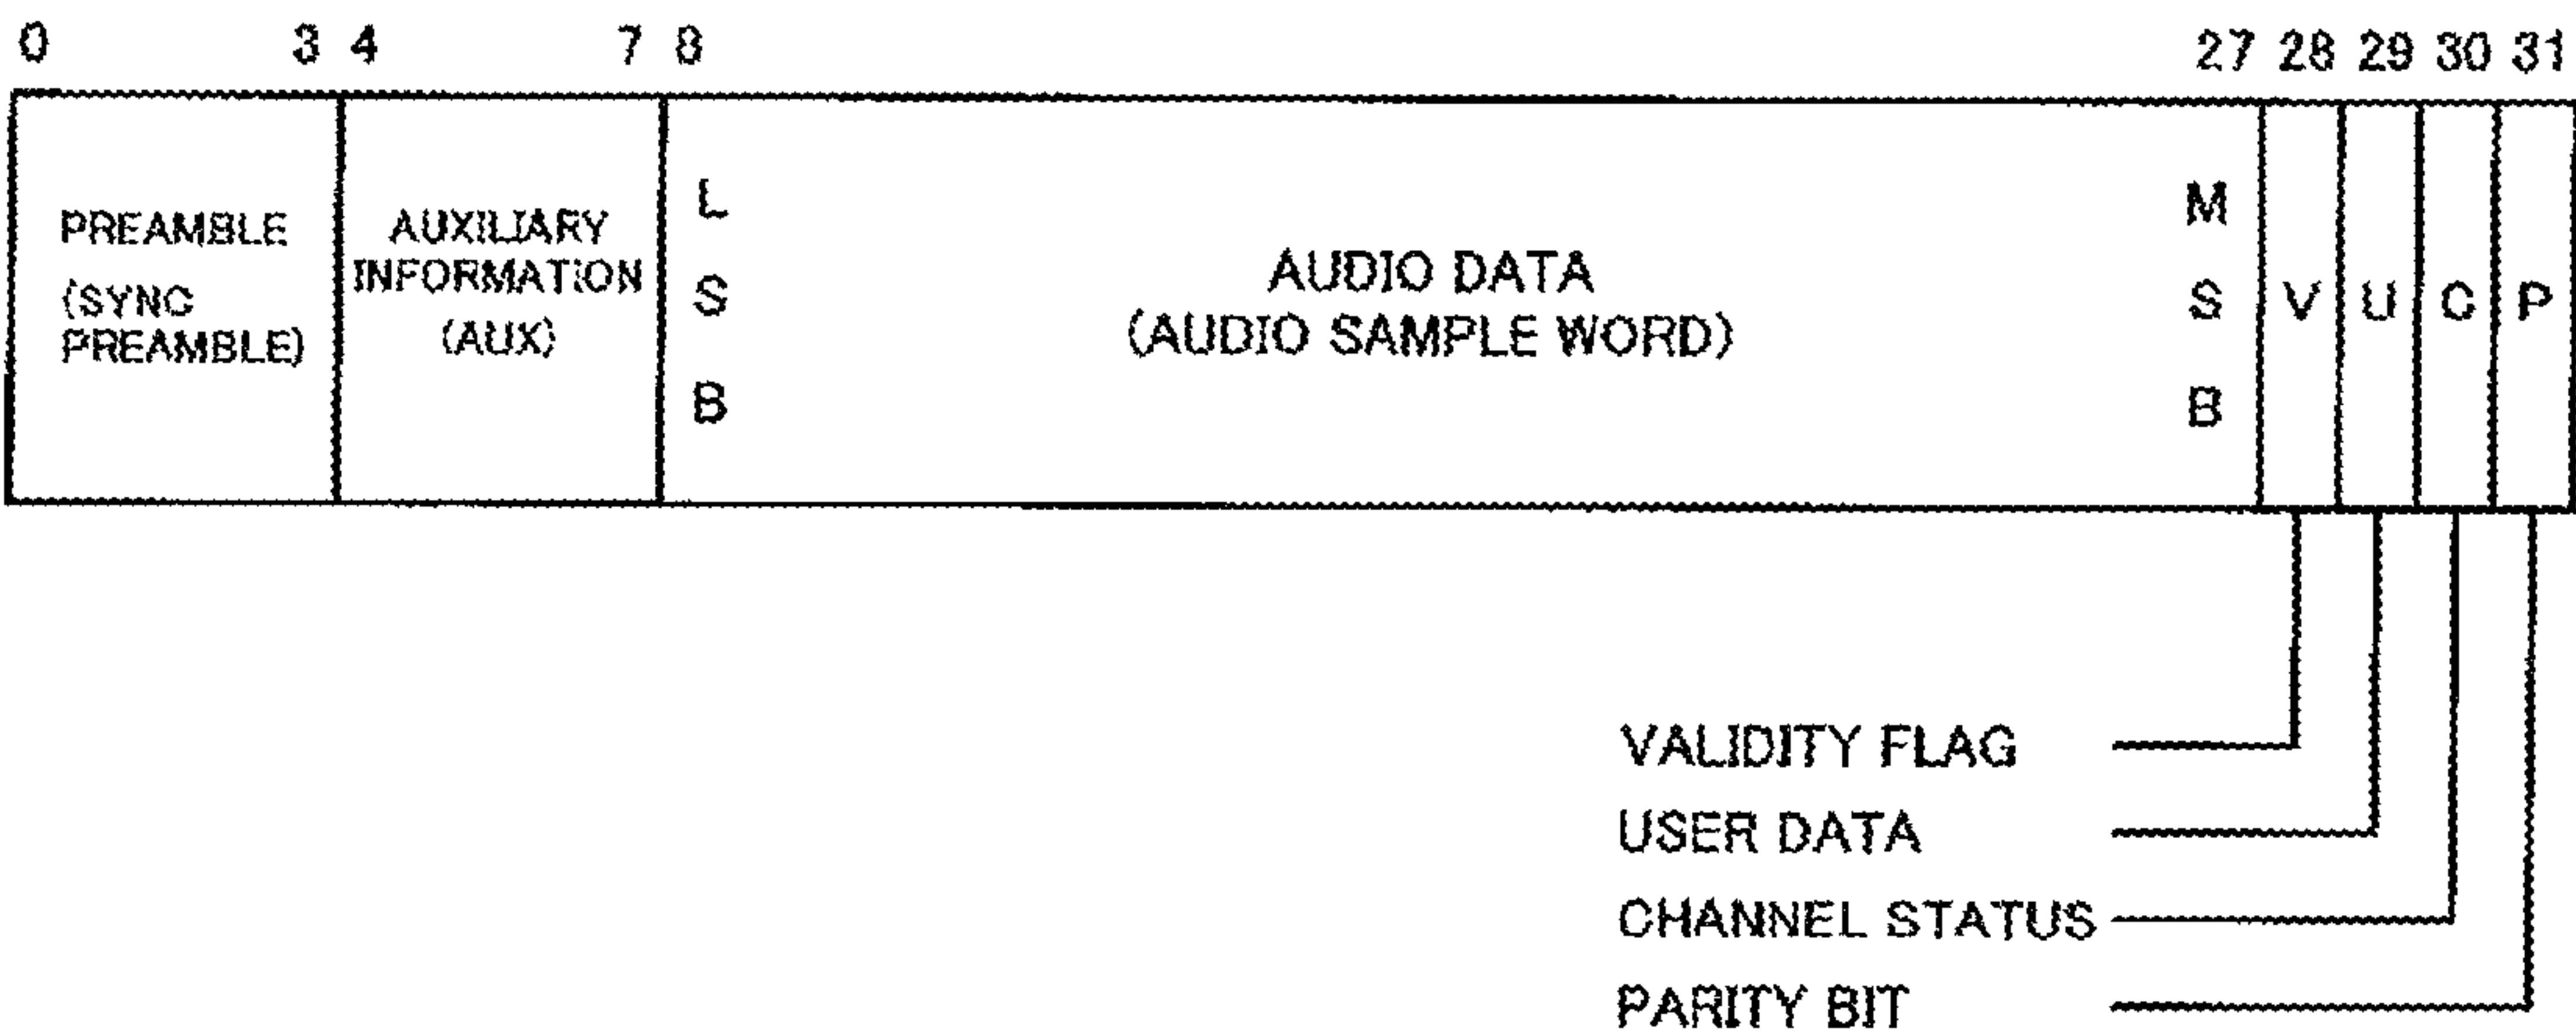 0 3 4 7 8 27 28 29 30 31
PREAMBLE
(SYNC
PREAMBLE)
AUXILIARY
INFORMATION
(AUX)
L
S
B
AUDIO DATA
(AUDIO SAMPLE WORD)
M
S
B
V U C P
VALIDITY FLAG
USER DATA
CHANNEL STATUS
PARITY BIT